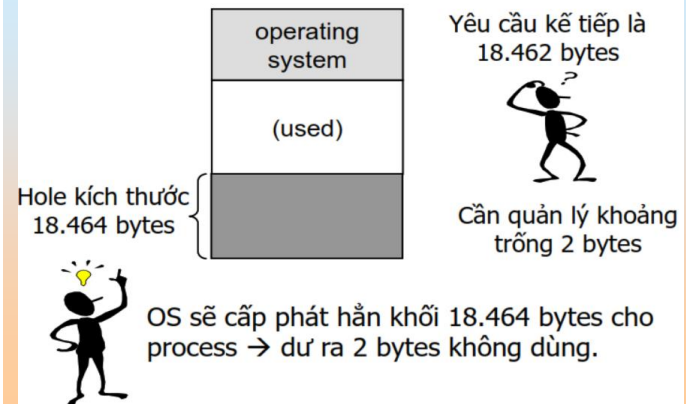 operating
system
(used)
Hole kích thước
18.464 bytes
Yêu cầu kế tiếp là
18.462 bytes
?
Cần quản lý khoảng
trống 2 bytes
OS sẽ cấp phát hẳn khối 18.464 bytes cho
process → dư ra 2 bytes không dùng.